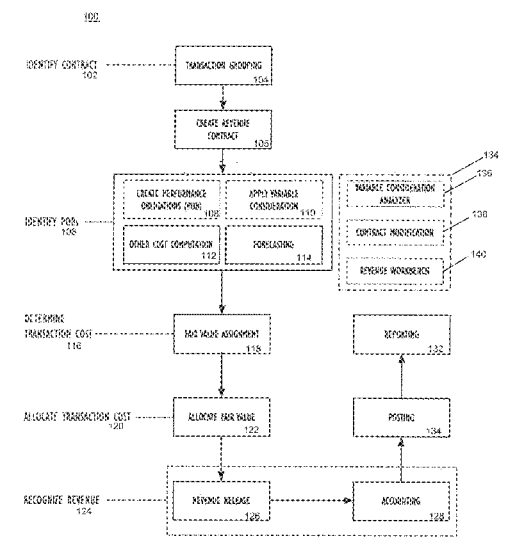 100
IDENTIFY CONTRACT
102
TRANSACTION GROUPING
104
CREATE REVENUE
CONTRACT
106
IDENTIFY POBs
108
CREATE PERFORMANCE
OBLIGATIONS (POB)
108
APPLY VARIABLE
CONSIDERATION
110
OTHER COST COMPUTATION
112
FORECASTING
114
134
VARIABLE CONSIDERATION
ANALYZER
136
CONTRACT MODIFICATION
138
REVENUE WORKBENCH
140
DETERMINE
TRANSACTION COST
116
FAIR VALUE ASSIGNMENT
118
REPORTING
132
ALLOCATE TRANSACTION COST
120
ALLOCATE FAIR VALUE
122
POSTING
134
RECOGNIZE REVENUE
124
REVENUE RELEASE
126
ACCOUNTING
128